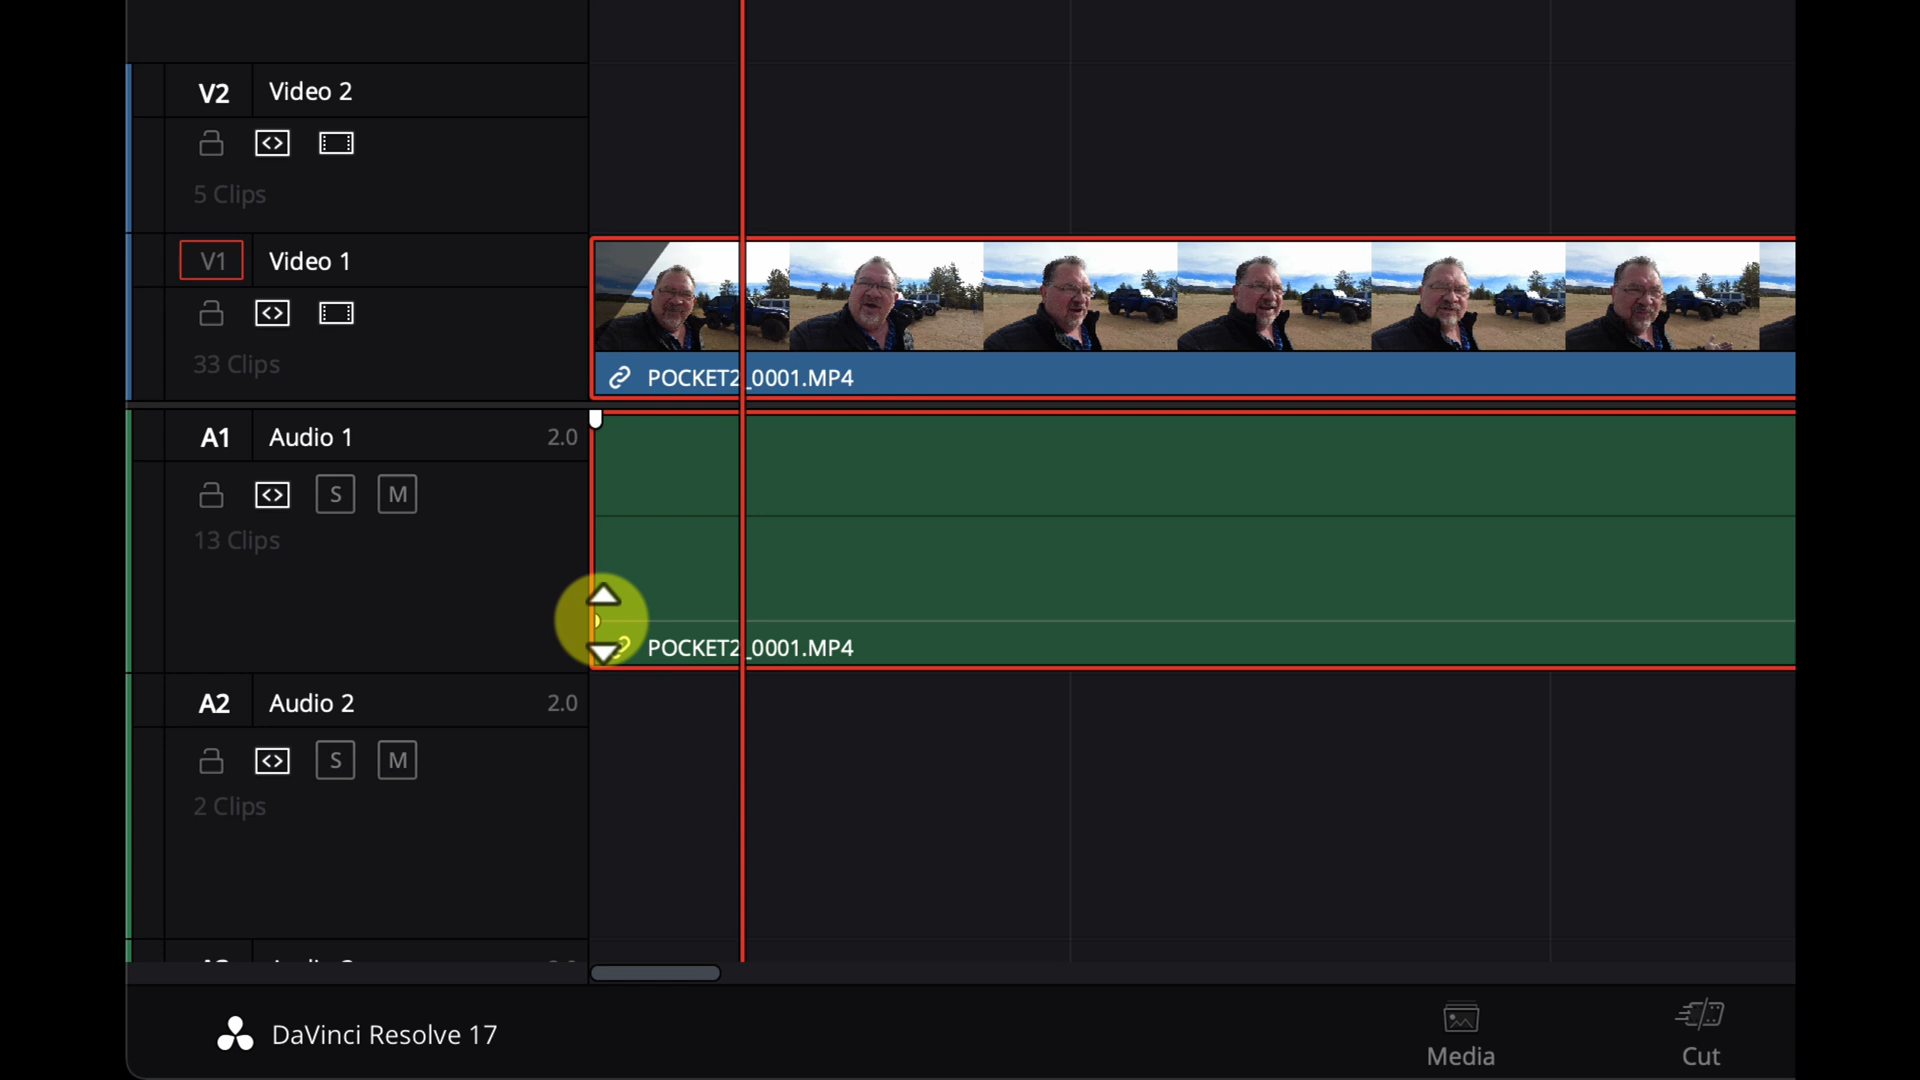 V2 Video 2
5 Clips
V1 Video 1
33 Clips
POCKET2_0001.MP4
A1 Audio 1 2.0
S M
13 Clips
POCKET2_0001.MP4
A2 Audio 2 2.0
S M
2 Clips
DaVinci Resolve 17
Media
Cut